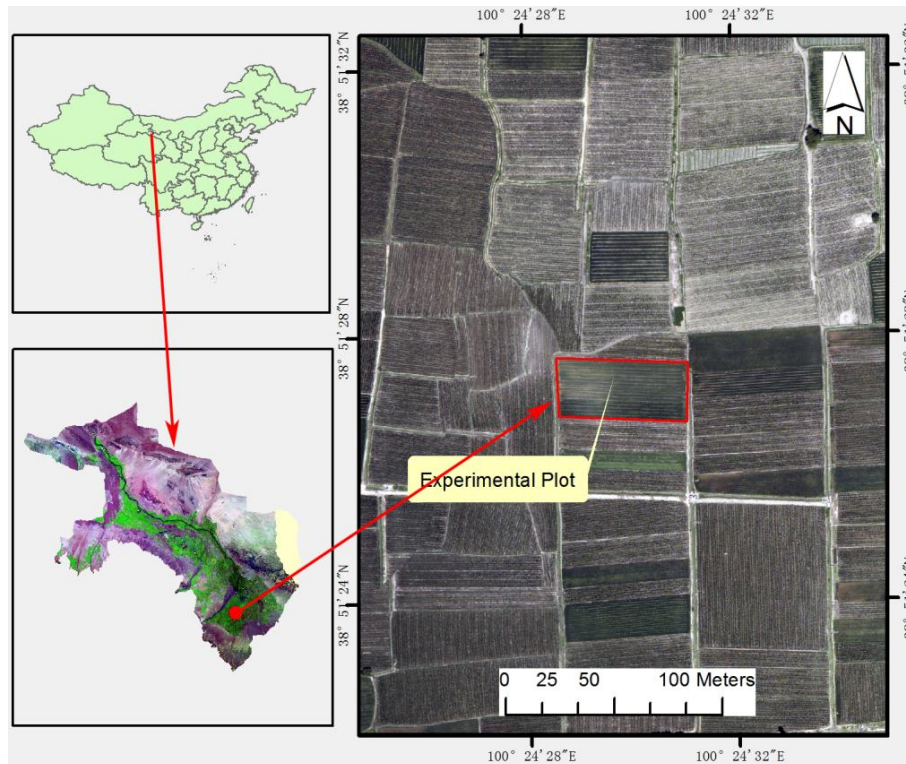 100° 24′28″E
100° 24′32″E
38° 51′32″N
38° 51′28″N
38° 51′24″N
N
Experimental Plot
0 25 50 100 Meters
100° 24′28″E
100° 24′32″E